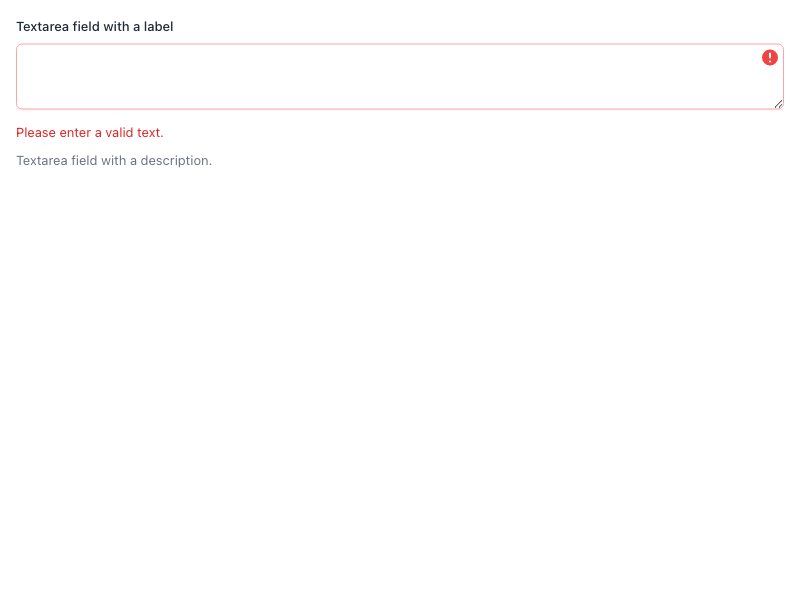 Textarea field with a label
Please enter a valid text.
Textarea field with a description.